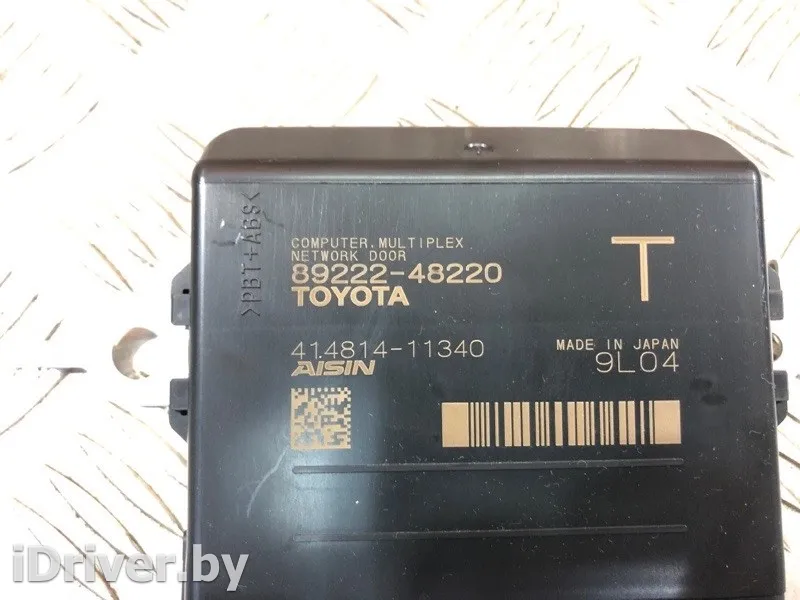 COMPUTER, MULTIPLEX
NETWORK DOOR
89222-48220
TOYOTA
T
>PBT+ABS<
414814-11340
AISIN
MADE IN JAPAN
9L04
iDriver.by